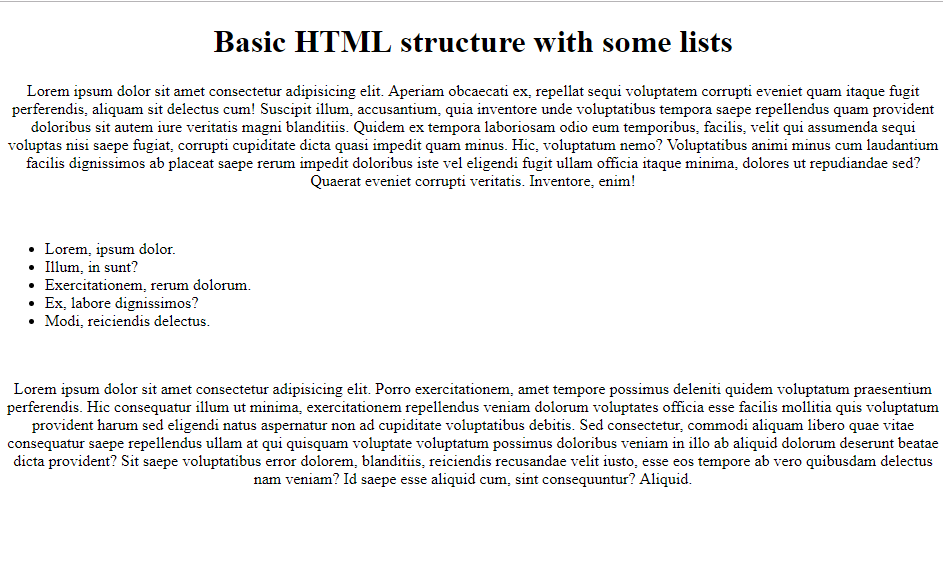 Basic HTML structure with some lists
Lorem ipsum dolor sit amet consectetur adipisicing elit. Aperiam obcaecati ex, repellat sequi voluptatem corrupti eveniet quam itaque fugit
perferendis, aliquam sit delectus cum! Suscipit illum, accusantium, quia inventore unde voluptatibus tempora saepe repellendus quam provident
doloribus sit autem iure veritatis magni blanditiis. Quidem ex tempora laboriosam odio eum temporibus, facilis, velit qui assumenda sequi
voluptas nisi saepe fugiat, corrupti cupiditate dicta quasi impedit quam minus. Hic, voluptatum nemo? Voluptatibus animi minus cum laudantium
facilis dignissimos ab placeat saepe rerum impedit doloribus iste vel eligendi fugit ullam officia itaque minima, dolores ut repudiandae sed?
Quaerat eveniet corrupti veritatis. Inventore, enim!
• Lorem, ipsum dolor.
• Illum, in sunt?
• Exercitationem, rerum dolorum.
• Ex, labore dignissimos?
• Modi, reiciendis delectus.
Lorem ipsum dolor sit amet consectetur adipisicing elit. Porro exercitationem, amet tempore possimus deleniti quidem voluptatum praesentium
perferendis. Hic consequatur illum ut minima, exercitationem repellendus veniam dolorum voluptates officia esse facilis mollitia quis voluptatum
provident harum sed eligendi natus aspernatur non ad cupiditate voluptatibus debitis. Sed consectetur, commodi aliquam libero quae vitae
consequatur saepe repellendus ullam at qui quisquam voluptate voluptatum possimus doloribus veniam in illo ab aliquid dolorum deserunt beatae
dicta provident? Sit saepe voluptatibus error dolorem, blanditiis, reiciendis recusandae velit iusto, esse eos tempore ab vero quibusdam delectus
nam veniam? Id saepe esse aliquid cum, sint consequuntur? Aliquid.